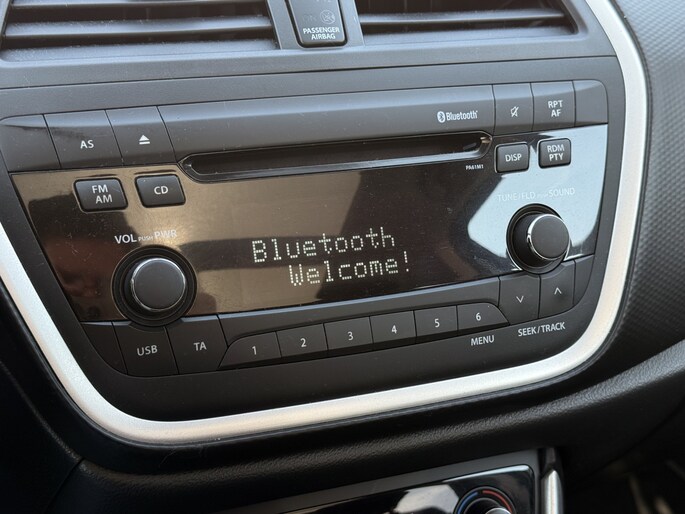 PASSENGER
AIRBAG
Bluetooth
RPT
AF
AS
PA61M1
DISP
RDM
PTY
FM
AM
CD
TUNE/FLD PUSH SOUND
VOL PUSH PWR
Bluetooth
Welcome!
USB
TA
1
2
3
4
5
6
MENU
SEEK/TRACK